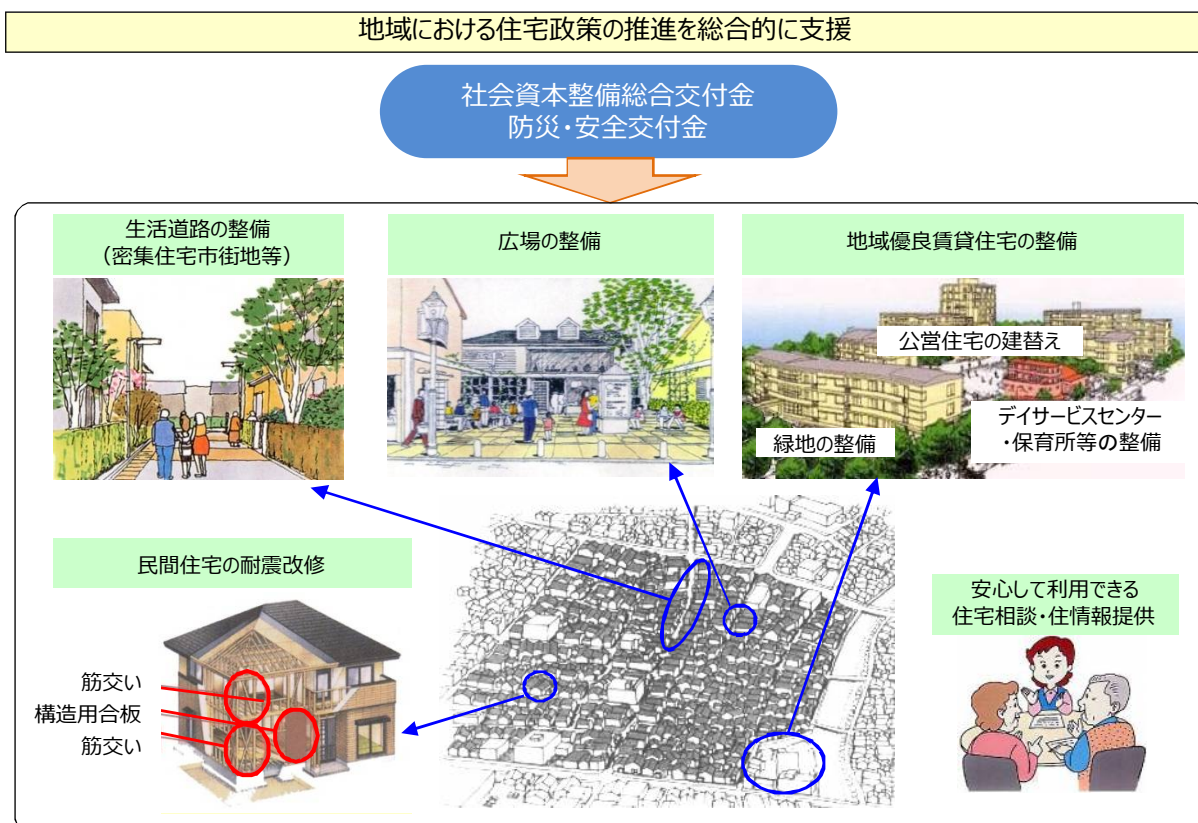 地域における住宅政策の推進を総合的に支援
社会資本整備総合交付金
防災・安全交付金
生活道路の整備
（密集住宅市街地等）
広場の整備
地域優良賃貸住宅の整備
公営住宅の建替え
デイサービスセンター
・保育所等の整備
緑地の整備
民間住宅の耐震改修
筋交い
構造用合板
筋交い
安心して利用できる
住宅相談・住情報提供